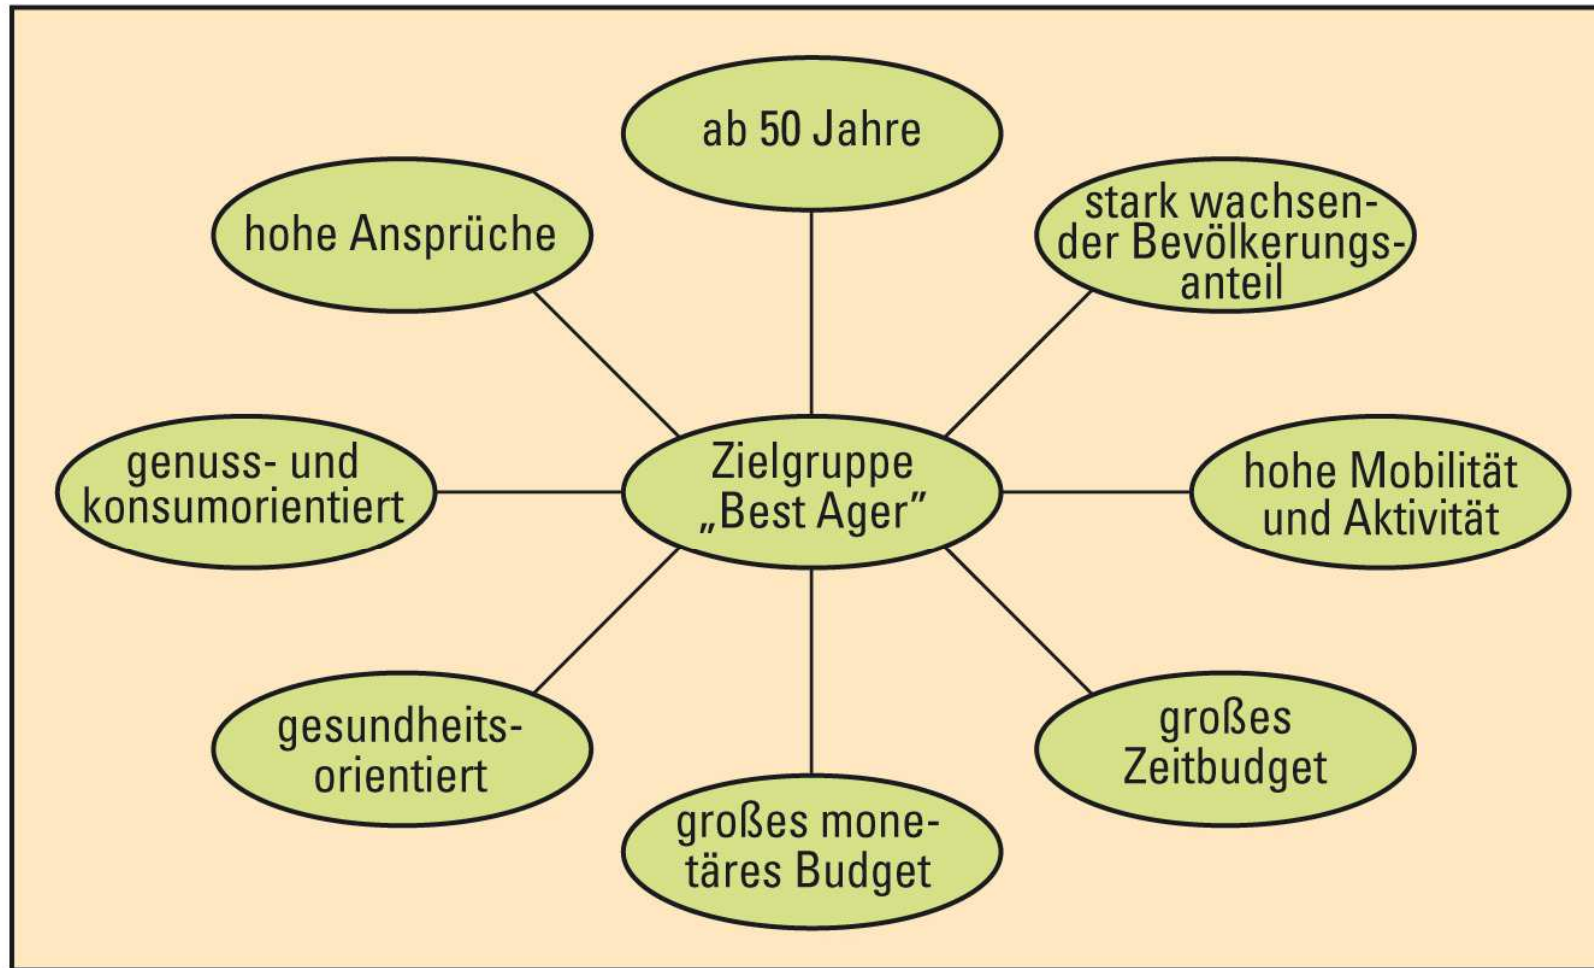 ab 50 Jahre
stark wachsen-
der Bevölkerungs-
anteil
hohe Ansprüche
genuss- und
konsumorientiert
Zielgruppe
„Best Ager”
hohe Mobilität
und Aktivität
gesundheits-
orientiert
großes
Zeitbudget
großes mone-
täres Budget